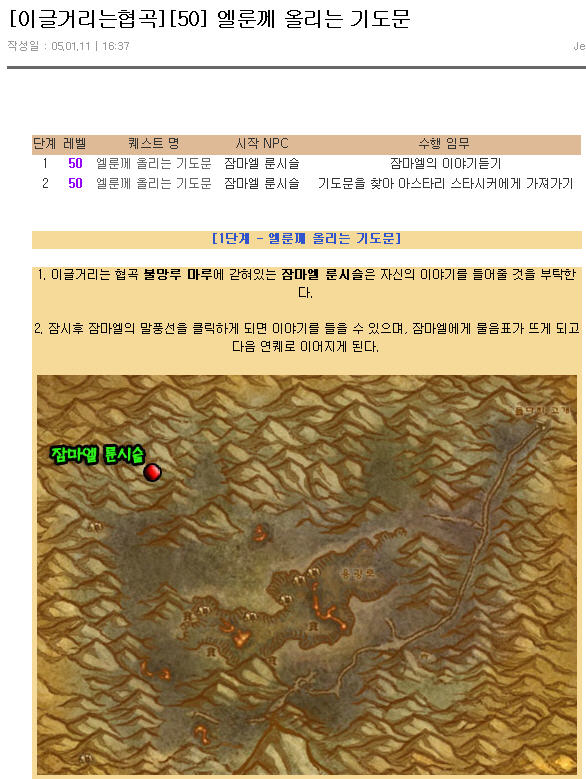 [이글거리는협곡][50] 엘룬께 올리는 기도문
작성일 : 05.01.11 | 16:37
Je
단계 레벨 퀘스트 명 시작 NPC 수행 임무
1 50 엘룬께 올리는 기도문 잠마엘 룬시슬 잠마엘의 이야기듣기
2 50 엘룬께 올리는 기도문 잠마엘 룬시슬 기도문을 찾아 아스타리 스타시커에게 가져가기
[1단계 - 엘룬께 올리는 기도문]
1. 이글거리는 협곡 불망루 마루에 갇혀있는 잠마엘 룬시슬은 자신의 이야기를 들어줄 것을 부탁한
다.
2. 잠시후 잠마엘의 말풍선을 클릭하게 되면 이야기를 들을 수 있으며, 잠마엘에게 물음표가 뜨게 되고
다음 연퀘로 이어지게 된다.
잠마엘 룬시슬